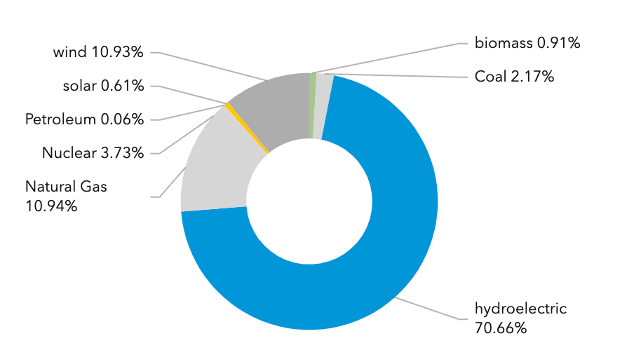 wind 10.93%
solar 0.61%
Petroleum 0.06%
Nuclear 3.73%
Natural Gas
10.94%
biomass 0.91%
Coal 2.17%
hydroelectric
70.66%